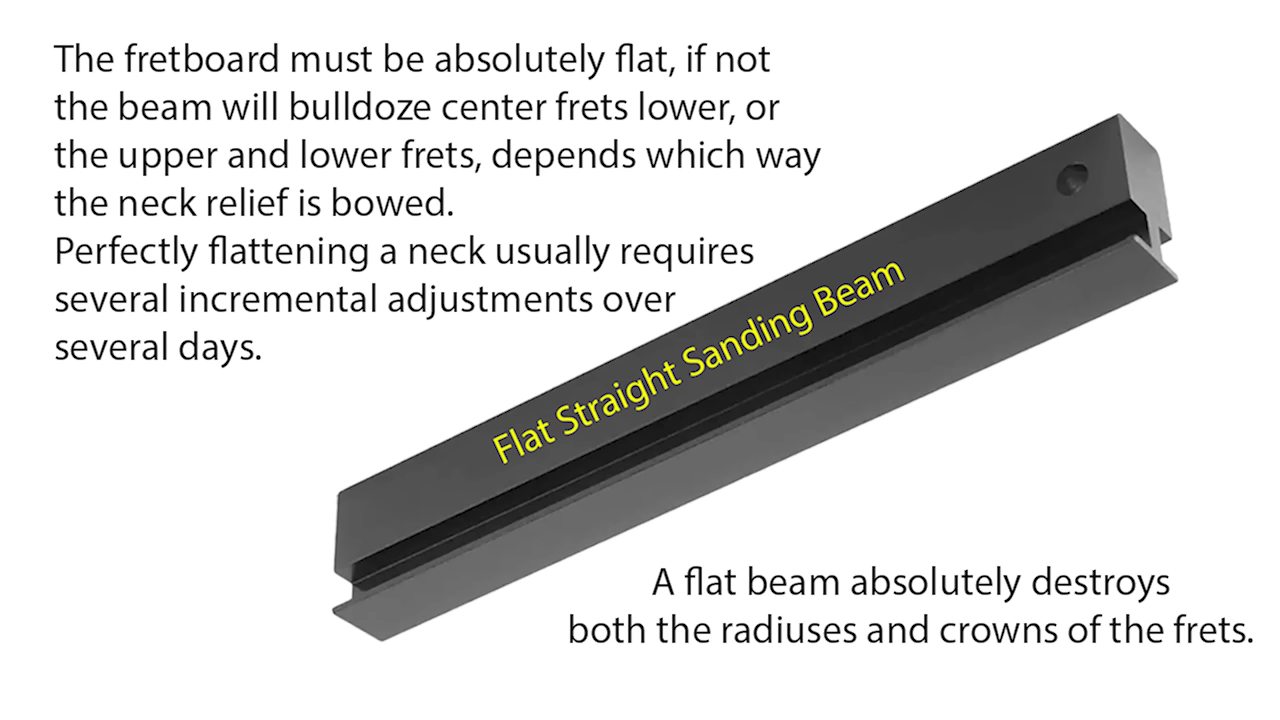 The fretboard must be absolutely flat, if not
the beam will bulldoze center frets lower, or
the upper and lower frets, depends which way
the neck relief is bowed.
Perfectly flattening a neck usually requires
several incremental adjustments over
several days.
Flat Straight Sanding Beam
A flat beam absolutely destroys
both the radiuses and crowns of the frets.